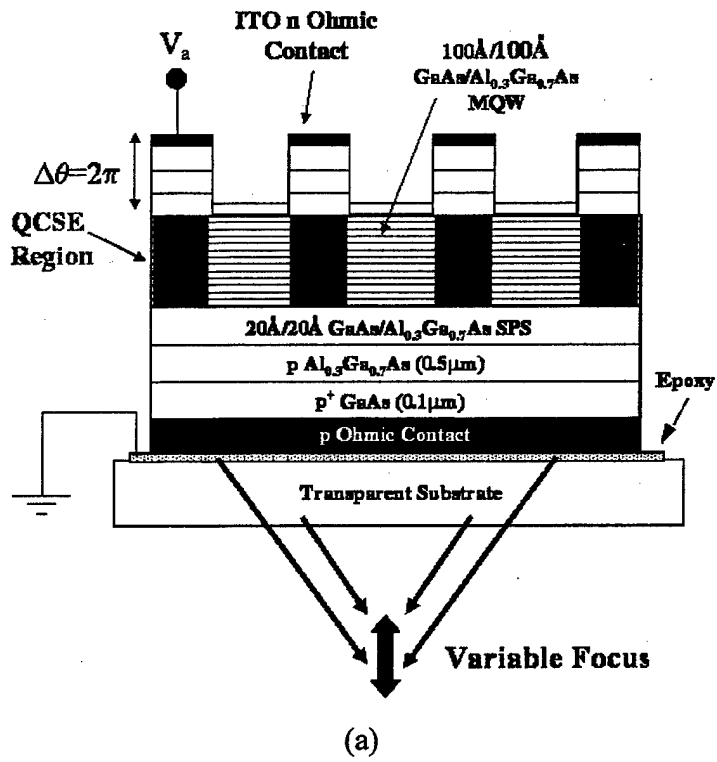 ITO n Ohmic
Contact
Vₐ
100Å/100Å
GaAs/Al₀.₃Ga₀.₇As
MQW
Δθ=2π
QCSE
Region
20Å/20Å GaAs/Al₀.₃Ga₀.₇As SPS
p Al₀.₃Ga₀.₇As (0.5μm)
p⁺ GaAs (0.1μm)
Epoxy
p Ohmic Contact
Transparent Substrate
Variable Focus
(a)